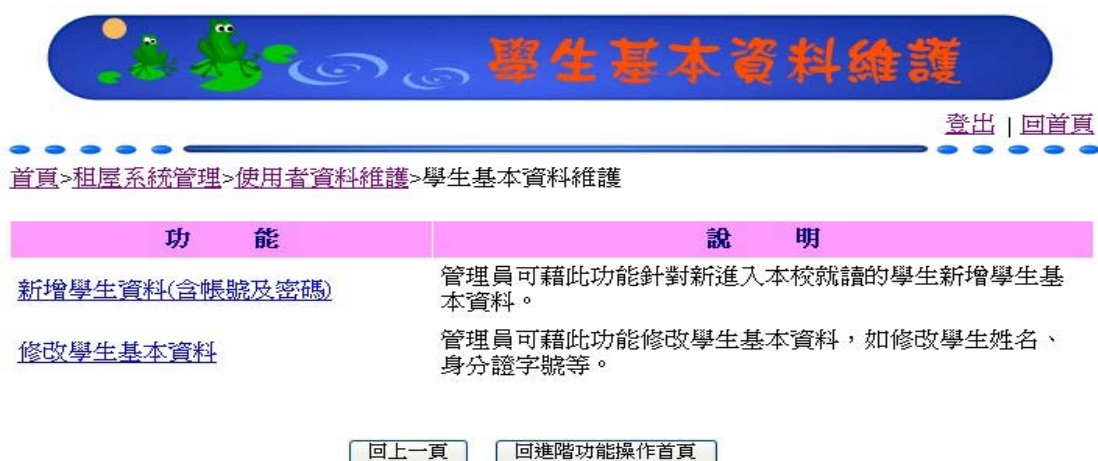 學生基本資料維護
登出 | 回首頁
首頁>租屋系統管理>使用者資料維護>學生基本資料維護
功 能 說 明
新增學生資料(含帳號及密碼) 管理員可藉此功能針對新進入本校就讀的學生新增學生基
本資料。
修改學生基本資料 管理員可藉此功能修改學生基本資料，如修改學生姓名、
身分證字號等。
回上一頁 回進階功能操作首頁